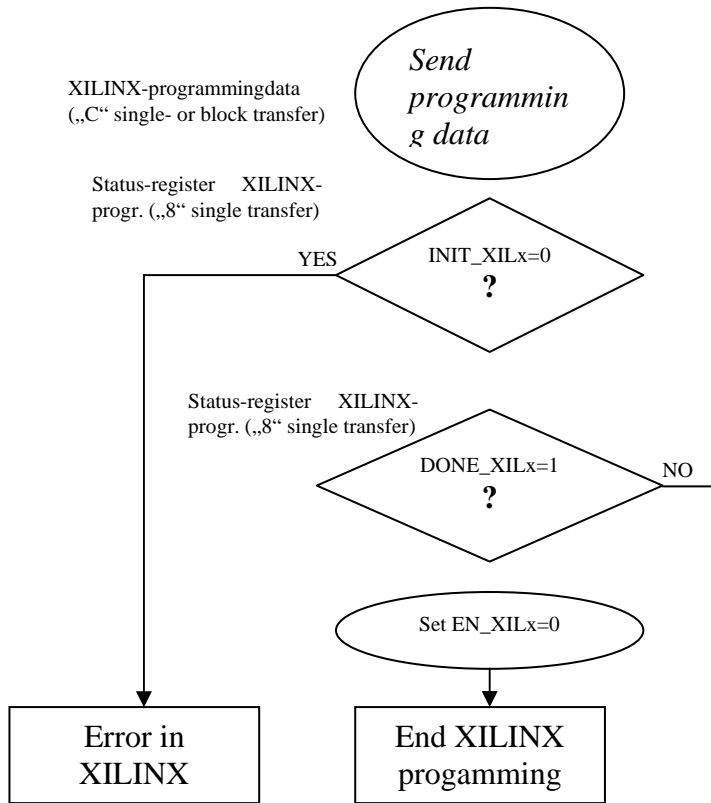 Send
programmin
g data
XILINX-programmingdata
(„C“ single- or block transfer)
Status-register XILINX-
progr. („8“ single transfer)
YES
INIT_XILx=0
?
Status-register XILINX-
progr. („8“ single transfer)
DONE_XILx=1
?
NO
Set EN_XILx=0
Error in
XILINX
End XILINX
progamming